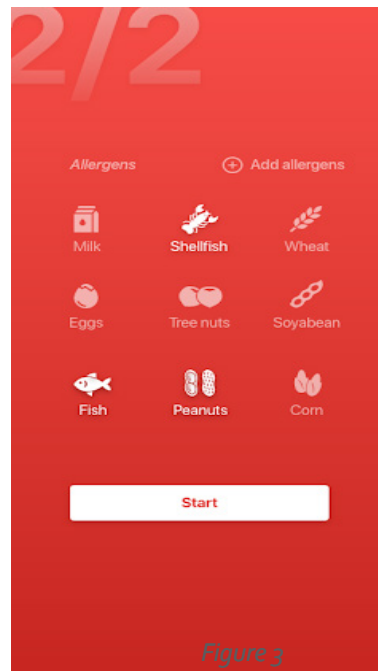 2/2
Allergens
Add allergens
Milk
Shellfish
Wheat
Eggs
Tree nuts
Soyabean
Fish
Peanuts
Corn
Start
Figure 3